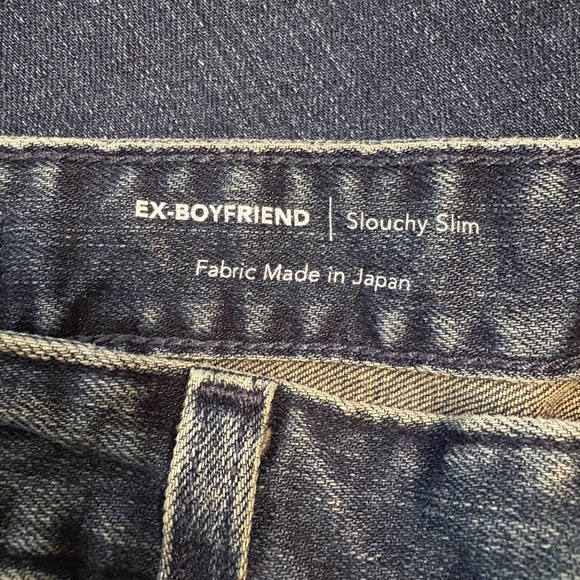 EX-BOYFRIEND | Slouchy Slim
Fabric Made in Japan